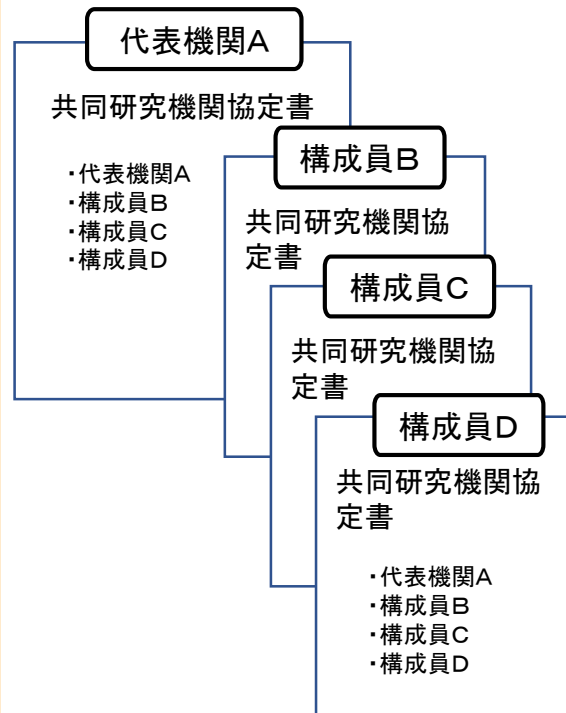 代表機関A
共同研究機関協定書
・代表機関A
・構成員B
・構成員C
・構成員D
構成員B
共同研究機関協
定書
構成員C
共同研究機関協
定書
構成員D
共同研究機関協
定書
・代表機関A
・構成員B
・構成員C
・構成員D